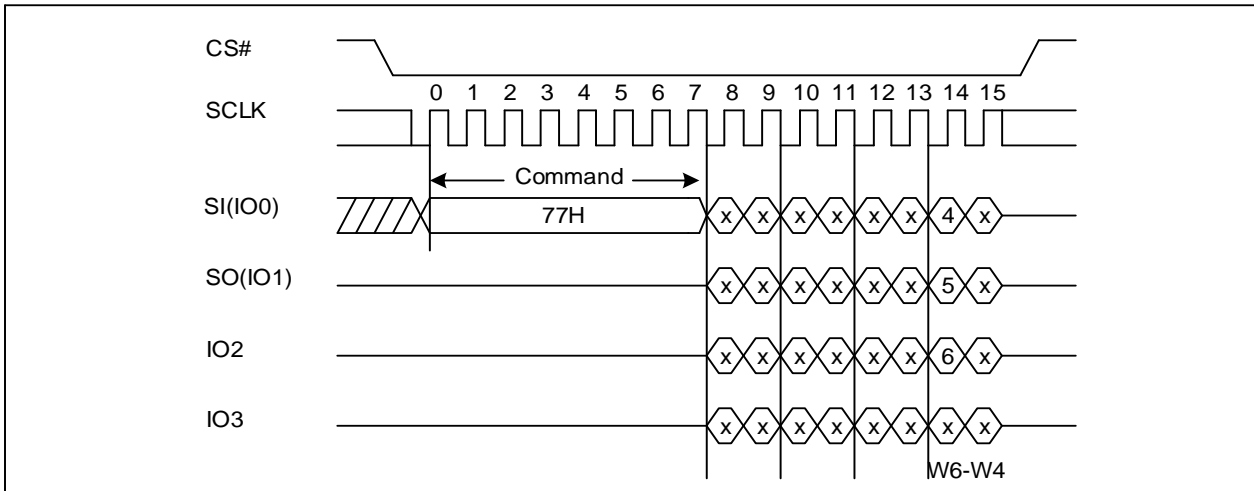 CS#
0 1 2 3 4 5 6 7 8 9 10 11 12 13 14 15
SCLK
Command
SI(IO0) 77H x x x x x x 4 x
SO(IO1) x x x x x x 5 x
IO2 x x x x x x 6 x
IO3 x x x x x x x x
W6-W4